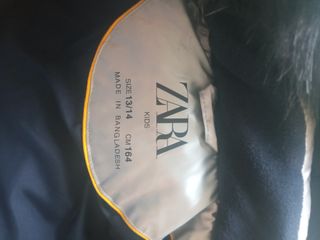 ZARA
KIDS
SIZE 13/14 CM 164
MADE IN BANGLADESH